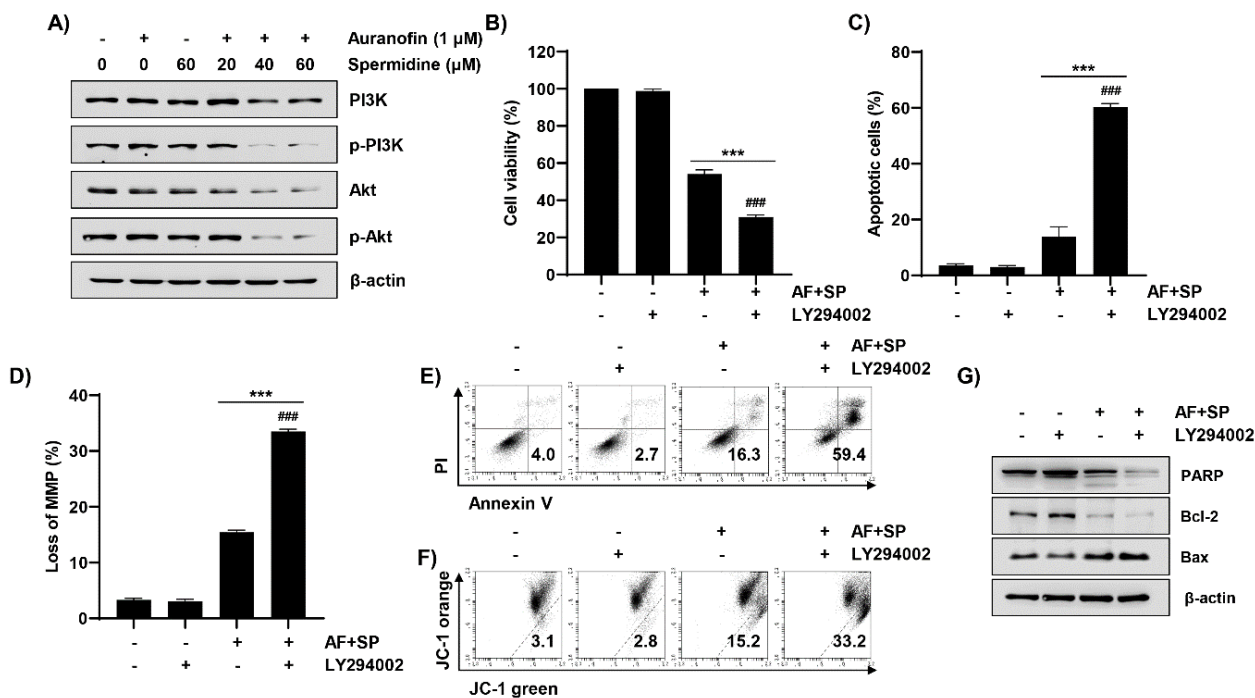 A)
- + - + + + Auranofin (1 µM)
0 0 60 20 40 60 Spermidine (µM)
PI3K
p-PI3K
Akt
p-Akt
β-actin
B)
Cell viability (%)
120
100
80
60
40
20
0
***
###
- - + + AF+SP
- + - + LY294002
C)
Apoptotic cells (%)
80
60
40
20
0
***
###
- - + + AF+SP
- + - + LY294002
D)
Loss of MMP (%)
40
30
20
10
0
***
###
- - + + AF+SP
- + - + LY294002
E)
- - + + AF+SP
- + - + LY294002
PI
4.0 2.7 16.3 59.4
Annexin V
F)
- - + + AF+SP
- + - + LY294002
JC-1 orange
3.1 2.8 15.2 33.2
JC-1 green
G)
- - + + AF+SP
- + - + LY294002
PARP
Bcl-2
Bax
β-actin